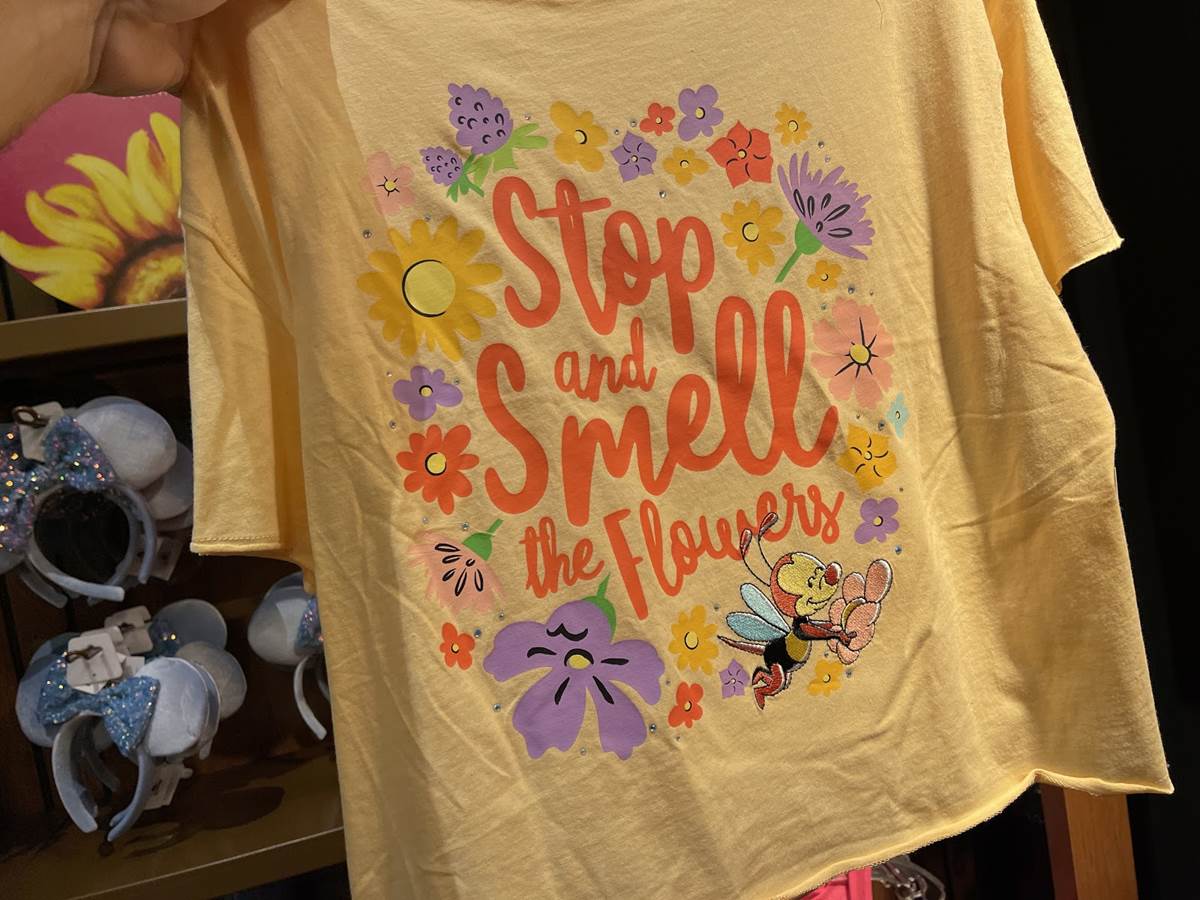 Stop
and
Smell
the Flowers